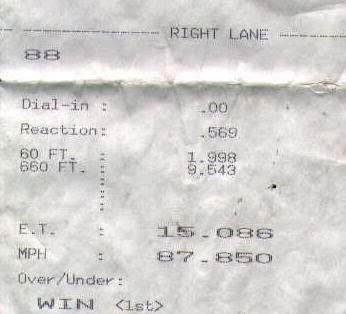 RIGHT LANE
88
Dial-in : .00
Reaction: .569
60 FT. : 1.998
660 FT. : 9.543
:
:
:
E.T. : 15.086
MPH : 87.850
Over/Under:
WIN <1st>